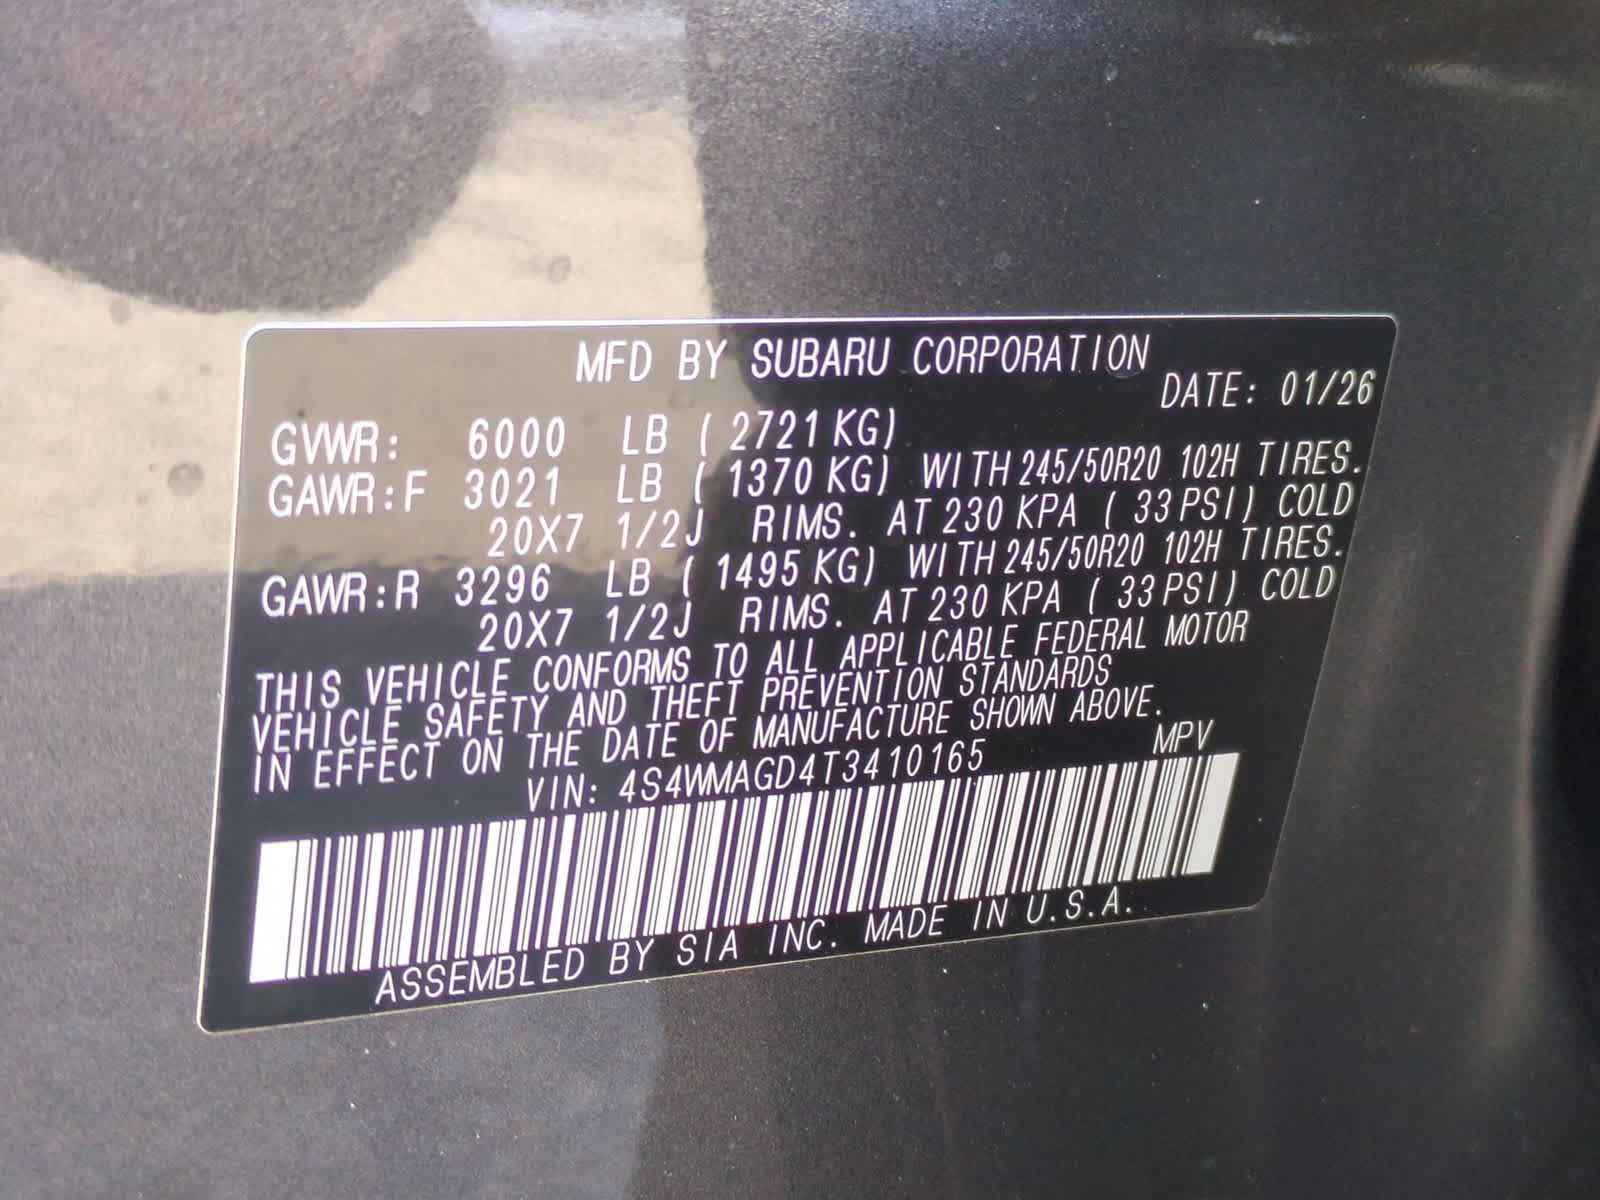 MFD BY SUBARU CORPORATION
DATE: 01/26
GVWR: 6000 LB ( 2721 KG)
GAWR:F 3021 LB ( 1370 KG) WITH 245/50R20 102H TIRES.
20X7 1/2J RIMS. AT 230 KPA ( 33 PSI) COLD
GAWR:R 3296 LB ( 1495 KG) WITH 245/50R20 102H TIRES.
20X7 1/2J RIMS. AT 230 KPA ( 33 PSI) COLD
THIS VEHICLE CONFORMS TO ALL APPLICABLE FEDERAL MOTOR
VEHICLE SAFETY AND THEFT PREVENTION STANDARDS
IN EFFECT ON THE DATE OF MANUFACTURE SHOWN ABOVE.
VIN: 4S4WMAGD4T3410165 MPV
ASSEMBLED BY SIA INC. MADE IN U.S.A.